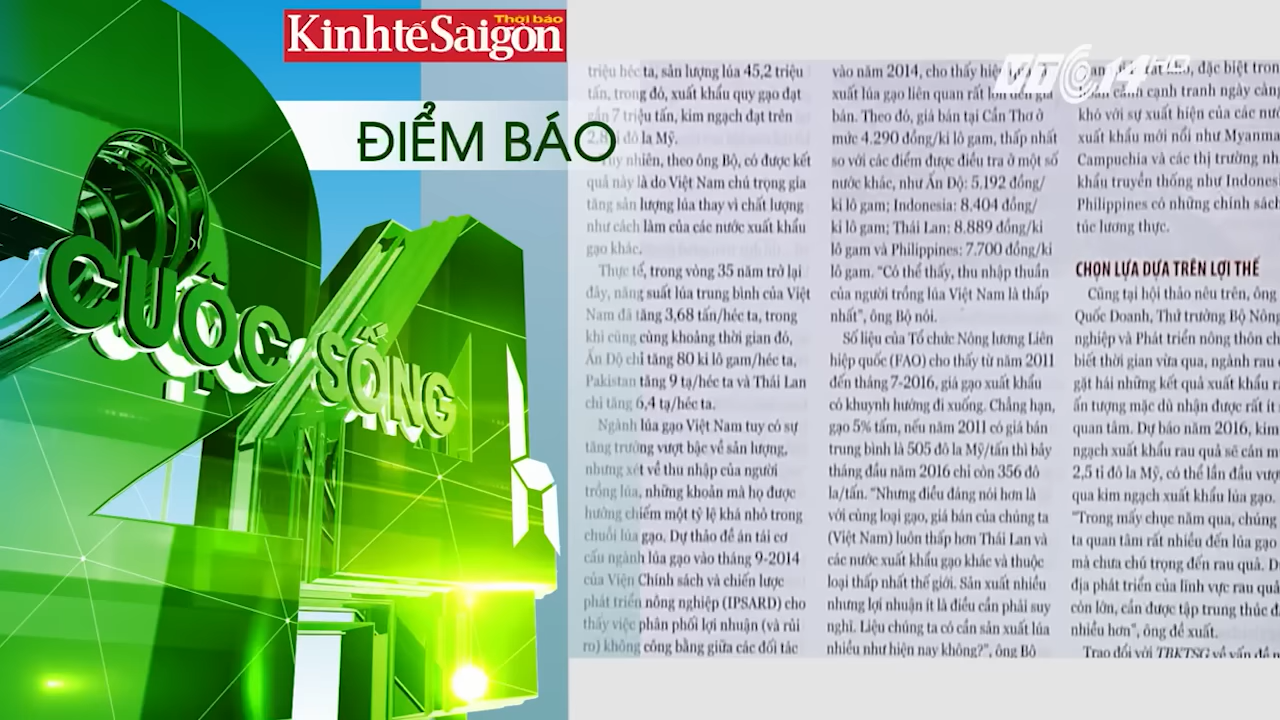 Thời báo
Kinh tế Sài gòn
VTC 14 HD
ĐIỂM BÁO
24h
CUỘC SỐNG
triệu héc ta, sản lượng lúa 45,2 triệu
tấn, trong đó, xuất khẩu quy gạo đạt
gần 7 triệu tấn, kim ngạch đạt trên
đô la Mỹ.
Tuy nhiên, theo ông Bộ, có được kết
quả này là do Việt Nam chú trọng gia
tăng sản lượng lúa thay vì chất lượng
như cách làm của các nước xuất khẩu
gạo khác.
Thực tế, trong vòng 35 năm trở lại
đây, năng suất lúa trung bình của Việt
Nam đã tăng 3,68 tấn/héc ta, trong
khi cũng cùng khoảng thời gian đó,
Ấn Độ chỉ tăng 80 ki lô gam/héc ta,
Pakistan tăng 9 tạ/héc ta và Thái Lan
chỉ tăng 6,4 tạ/héc ta.
Ngành lúa gạo Việt Nam tuy có sự
tăng trưởng vượt bậc về sản lượng,
nhưng xét về thu nhập của người
trồng lúa, những khoản mà họ được
hưởng chiếm một tỷ lệ khá nhỏ trong
chuỗi lúa gạo. Dự thảo đề án tái cơ
cấu ngành lúa gạo vào tháng 9-2014
của Viện Chính sách và chiến lược
phát triển nông nghiệp (IPSARD) cho
thấy việc phân phối lợi nhuận (và rủi
ro) không công bằng giữa các đối tác
vào năm 2014, cho thấy hiệu
xuất lúa gạo liên quan rất lớn đến giá
bán. Theo đó, giá bán tại Cần Thơ ở
mức 4.290 đồng/ki lô gam, thấp nhất
so với các điểm được điều tra ở một số
nước khác, như Ấn Độ: 5.192 đồng/
ki lô gam; Indonesia: 8.404 đồng/
ki lô gam; Thái Lan: 8.889 đồng/ki
lô gam và Philippines: 7.700 đồng/ki
lô gam. "Có thể thấy, thu nhập thuần
của người trồng lúa Việt Nam là thấp
nhất", ông Bộ nói.
Số liệu của Tổ chức Nông lương Liên
hiệp quốc (FAO) cho thấy từ năm 2011
đến tháng 7-2016, giá gạo xuất khẩu
có khuynh hướng đi xuống. Chẳng hạn,
gạo 5% tấm, nếu năm 2011 có giá bán
trung bình là 505 đô la Mỹ/tấn thì bảy
tháng đầu năm 2016 chỉ còn 356 đô
la/tấn. "Nhưng điều đáng nói hơn là
với cùng loại gạo, giá bán của chúng ta
(Việt Nam) luôn thấp hơn Thái Lan và
các nước xuất khẩu gạo khác và thuộc
loại thấp nhất thế giới. Sản xuất nhiều
nhưng lợi nhuận ít là điều cần phải suy
nghĩ. Liệu chúng ta có cần sản xuất lúa
nhiều như hiện nay không?", ông Bộ
đặc biệt
cạnh tranh ngày càng
khó với sự xuất hiện của các
xuất khẩu mới nổi như Myanma
Campuchia và các thị trường
khẩu truyền thống như Indones
Philippines có những chính sách
túc lương thực.
CHỌN LỰA DỰA TRÊN LỢI THẾ
Cũng tại hội thảo nêu trên, ông
Quốc Doanh, Thứ trưởng Bộ Nông
nghiệp và Phát triển nông thôn
biết thời gian vừa qua, ngành rau
gặt hái những kết quả xuất khẩu
ấn tượng mặc dù nhận được rất ít
quan tâm. Dự báo năm 2016, kim
ngạch xuất khẩu rau quả sẽ cán
2,5 tỉ đô la Mỹ, có thể lần đầu vượt
qua kim ngạch xuất khẩu lúa gạo.
"Trong mấy chục năm qua, chúng
ta quan tâm rất nhiều đến lúa gạo
mà chưa chú trọng đến rau quả.
địa phát triển của lĩnh vực rau quả
còn lớn, cần được tập trung thúc
nhiều hơn", ông đề xuất.
Trao đổi với TBKTSG về vấn đề